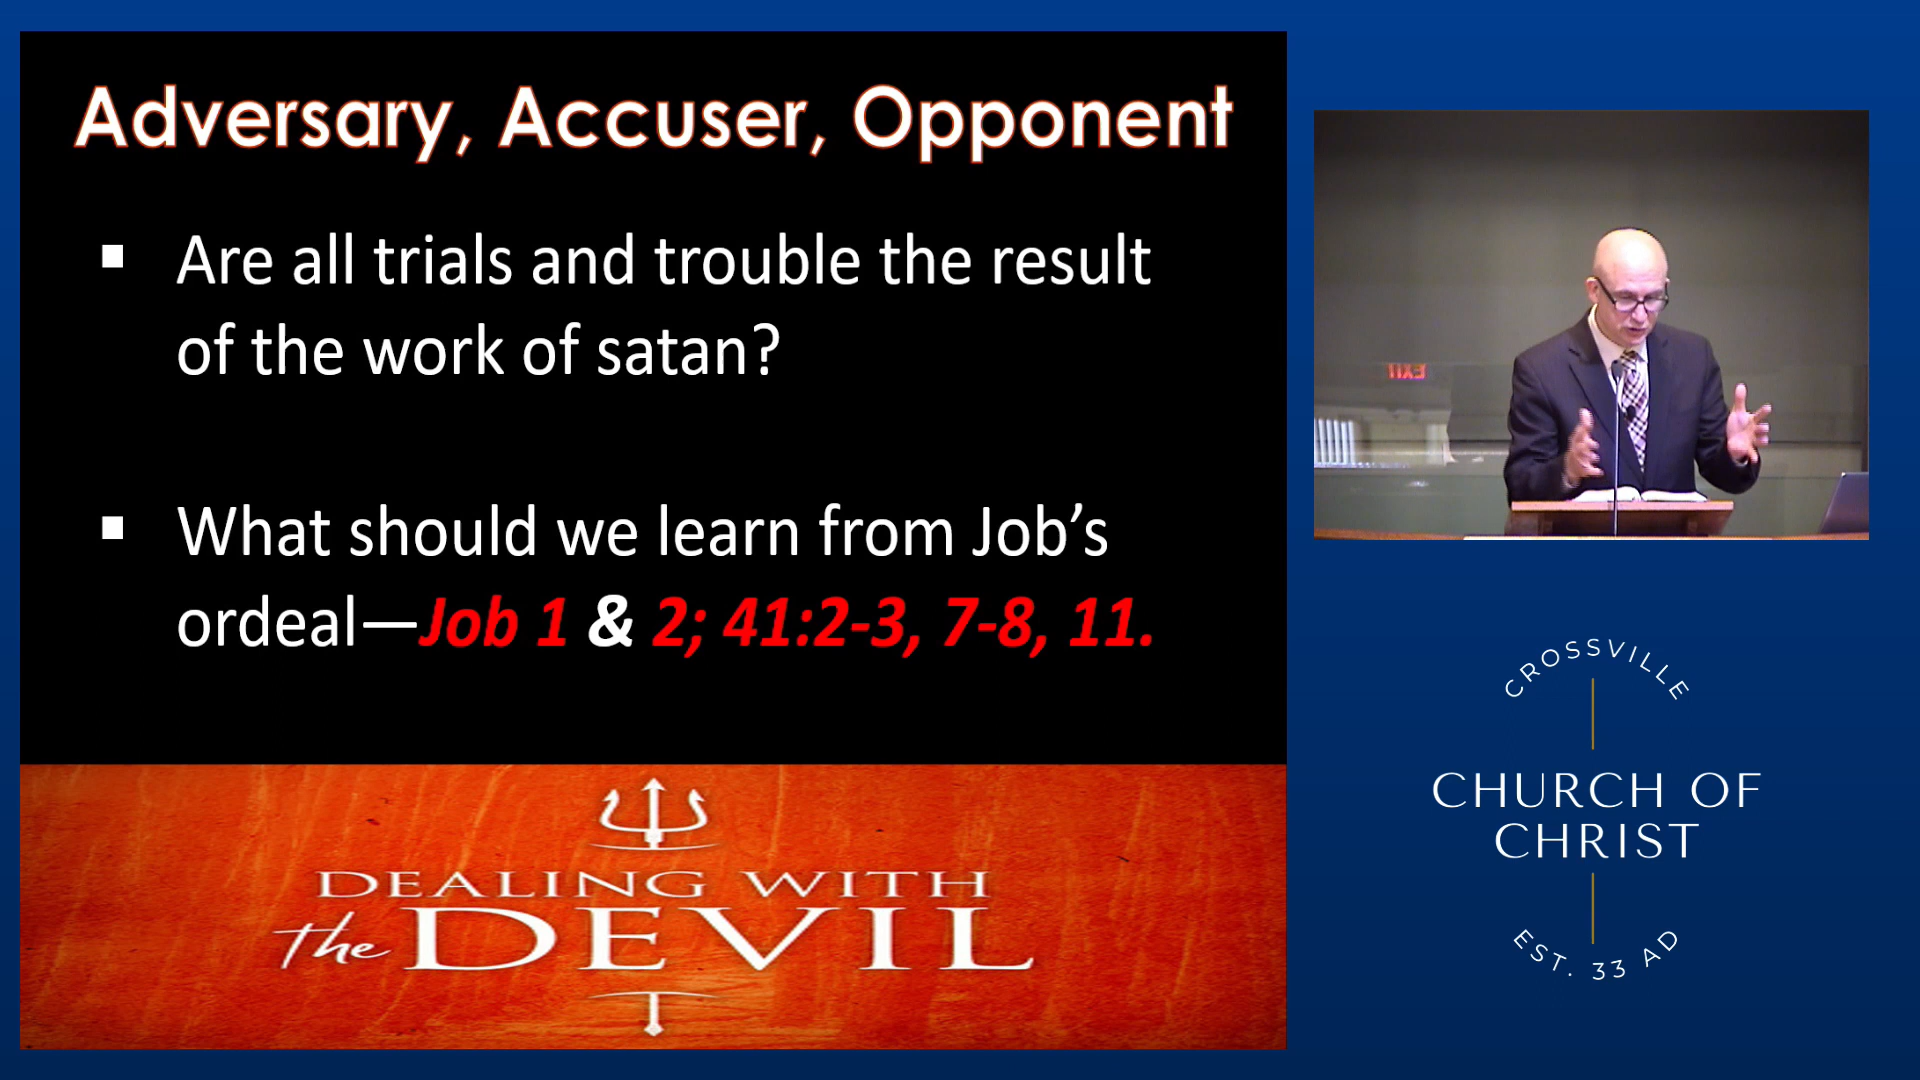 Adversary, Accuser, Opponent
▪ Are all trials and trouble the result
of the work of satan?
▪ What should we learn from Job’s
ordeal—Job 1 & 2; 41:2-3, 7-8, 11.
DEALING WITH
the DEVIL
EXIT
CROSSVILLE
CHURCH OF
CHRIST
EST. 33 AD